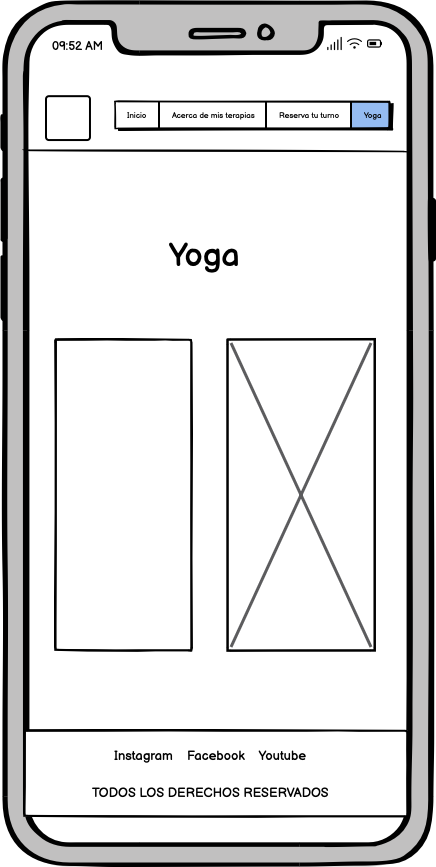 09:52 AM
Inicio Acerca de mis terapias Reserva tu turno Yoga
Yoga
Instagram Facebook Youtube
TODOS LOS DERECHOS RESERVADOS